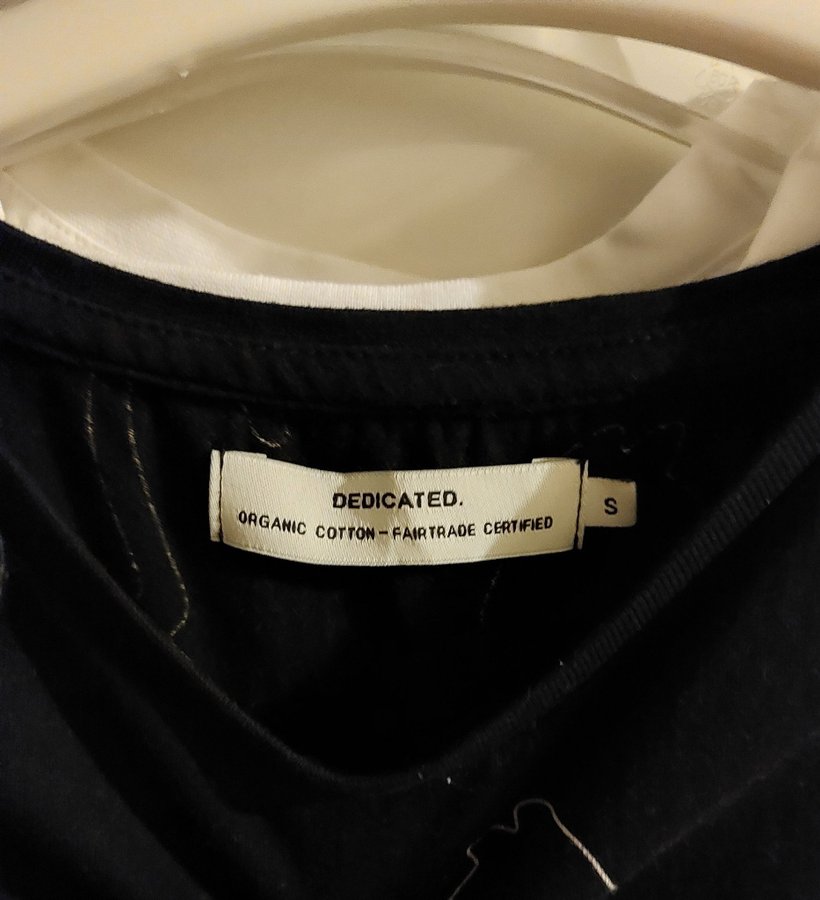 DEDICATED.
ORGANIC COTTON - FAIRTRADE CERTIFIED
S